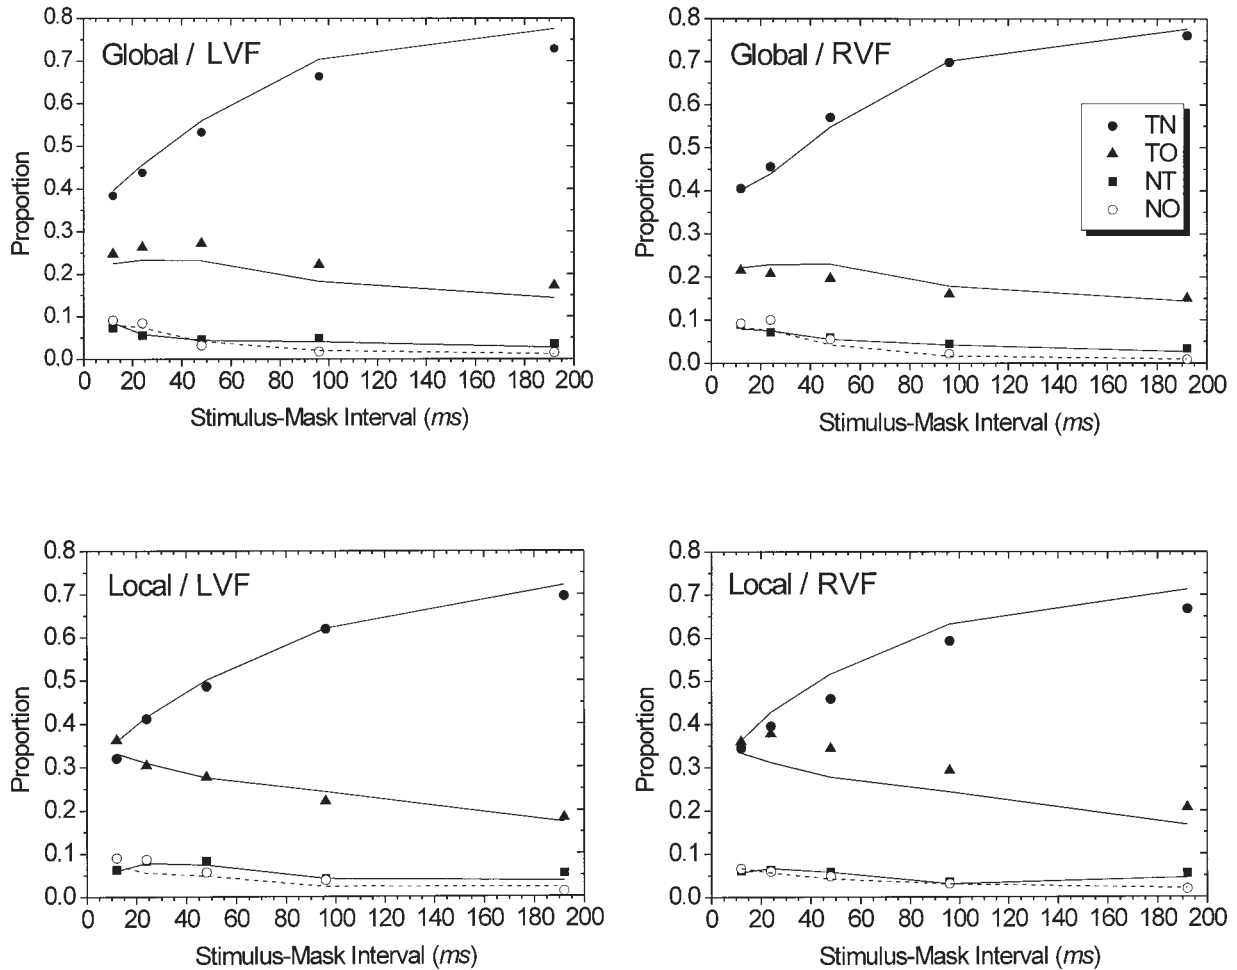 Global / LVF
0.8
0.7
0.6
0.5
0.4
0.3
0.2
0.1
0.0
Proportion
0 20 40 60 80 100 120 140 160 180 200
Stimulus-Mask Interval (ms)
Global / RVF
0.8
0.7
0.6
0.5
0.4
0.3
0.2
0.1
0.0
Proportion
TN
TO
NT
NO
0 20 40 60 80 100 120 140 160 180 200
Stimulus-Mask Interval (ms)
Local / LVF
0.8
0.7
0.6
0.5
0.4
0.3
0.2
0.1
0.0
Proportion
0 20 40 60 80 100 120 140 160 180 200
Stimulus-Mask Interval (ms)
Local / RVF
0.8
0.7
0.6
0.5
0.4
0.3
0.2
0.1
0.0
Proportion
0 20 40 60 80 100 120 140 160 180 200
Stimulus-Mask Interval (ms)